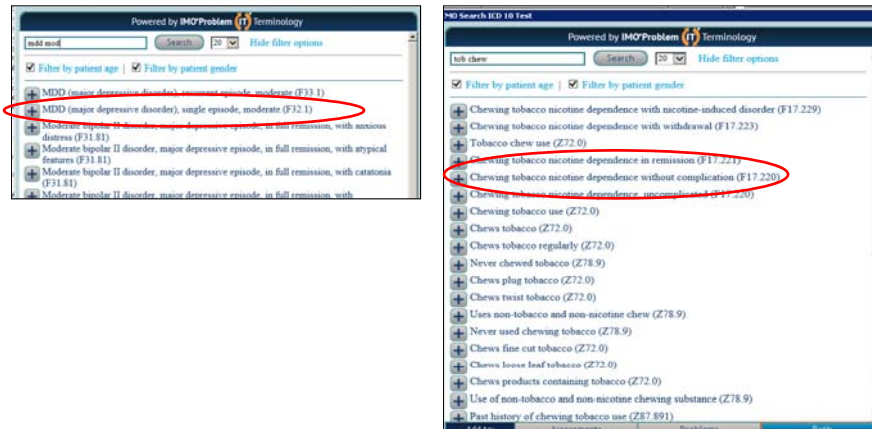 Powered by IMO®Problem (IT) Terminology
mdd mod
Search
20
Hide filter options
Filter by patient age | Filter by patient gender
MDD (major depressive disorder), recurrent episode, moderate (F33.1)
MDD (major depressive disorder), single episode, moderate (F32.1)
Moderate bipolar II disorder, major depressive episode, in full remission, with anxious
distress (F31.81)
Moderate bipolar II disorder, major depressive episode, in full remission, with atypical
features (F31.81)
Moderate bipolar II disorder, major depressive episode, in full remission, with catatonia
(F31.81)
Moderate bipolar II disorder, major depressive episode, in full remission, with
MO Search ICD 10 Test
Powered by IMO®Problem (IT) Terminology
tob chew
Search
20
Hide filter options
Filter by patient age | Filter by patient gender
Chewing tobacco nicotine dependence with nicotine-induced disorder (F17.229)
Chewing tobacco nicotine dependence with withdrawal (F17.223)
Tobacco chew use (Z72.0)
Chewing tobacco nicotine dependence in remission (F17.221)
Chewing tobacco nicotine dependence without complication (F17.220)
Chewing tobacco nicotine dependence, uncomplicated (F17.220)
Chewing tobacco use (Z72.0)
Chews tobacco (Z72.0)
Chews tobacco regularly (Z72.0)
Never chewed tobacco (Z78.9)
Chews plug tobacco (Z72.0)
Chews twist tobacco (Z72.0)
Uses non-tobacco and non-nicotine chew (Z78.9)
Never used chewing tobacco (Z78.9)
Chews fine cut tobacco (Z72.0)
Chews loose leaf tobacco (Z72.0)
Chews products containing tobacco (Z72.0)
Use of non-tobacco and non-nicotine chewing substance (Z78.9)
Past history of chewing tobacco use (Z87.891)
Add to: Assessments Problems Both